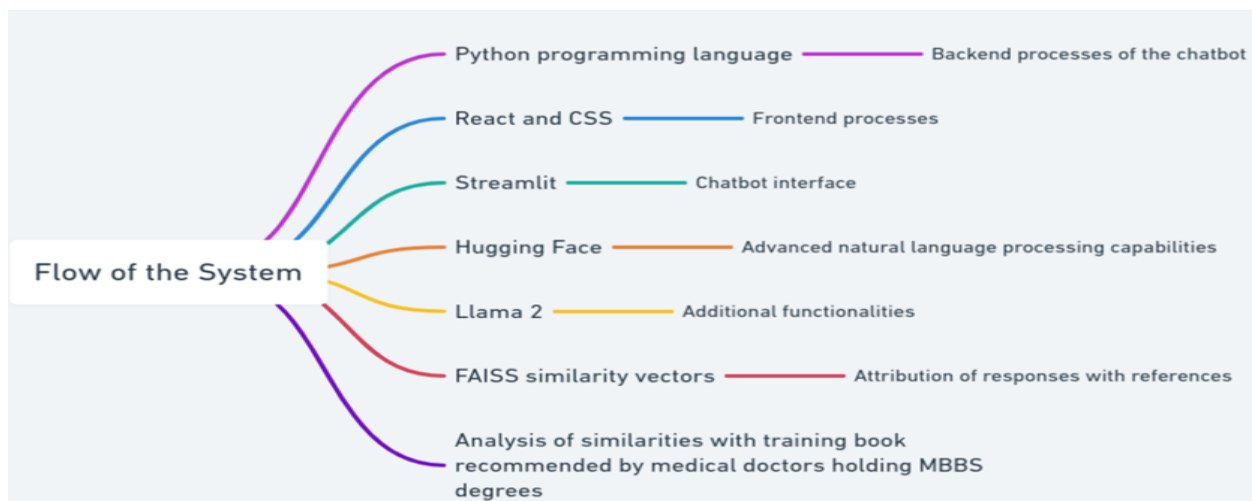 Python programming language
Backend processes of the chatbot
React and CSS
Frontend processes
Streamlit
Chatbot interface
Hugging Face
Advanced natural language processing capabilities
Flow of the System
Llama 2
Additional functionalities
FAISS similarity vectors
Attribution of responses with references
Analysis of similarities with training book
recommended by medical doctors holding MBBS
degrees